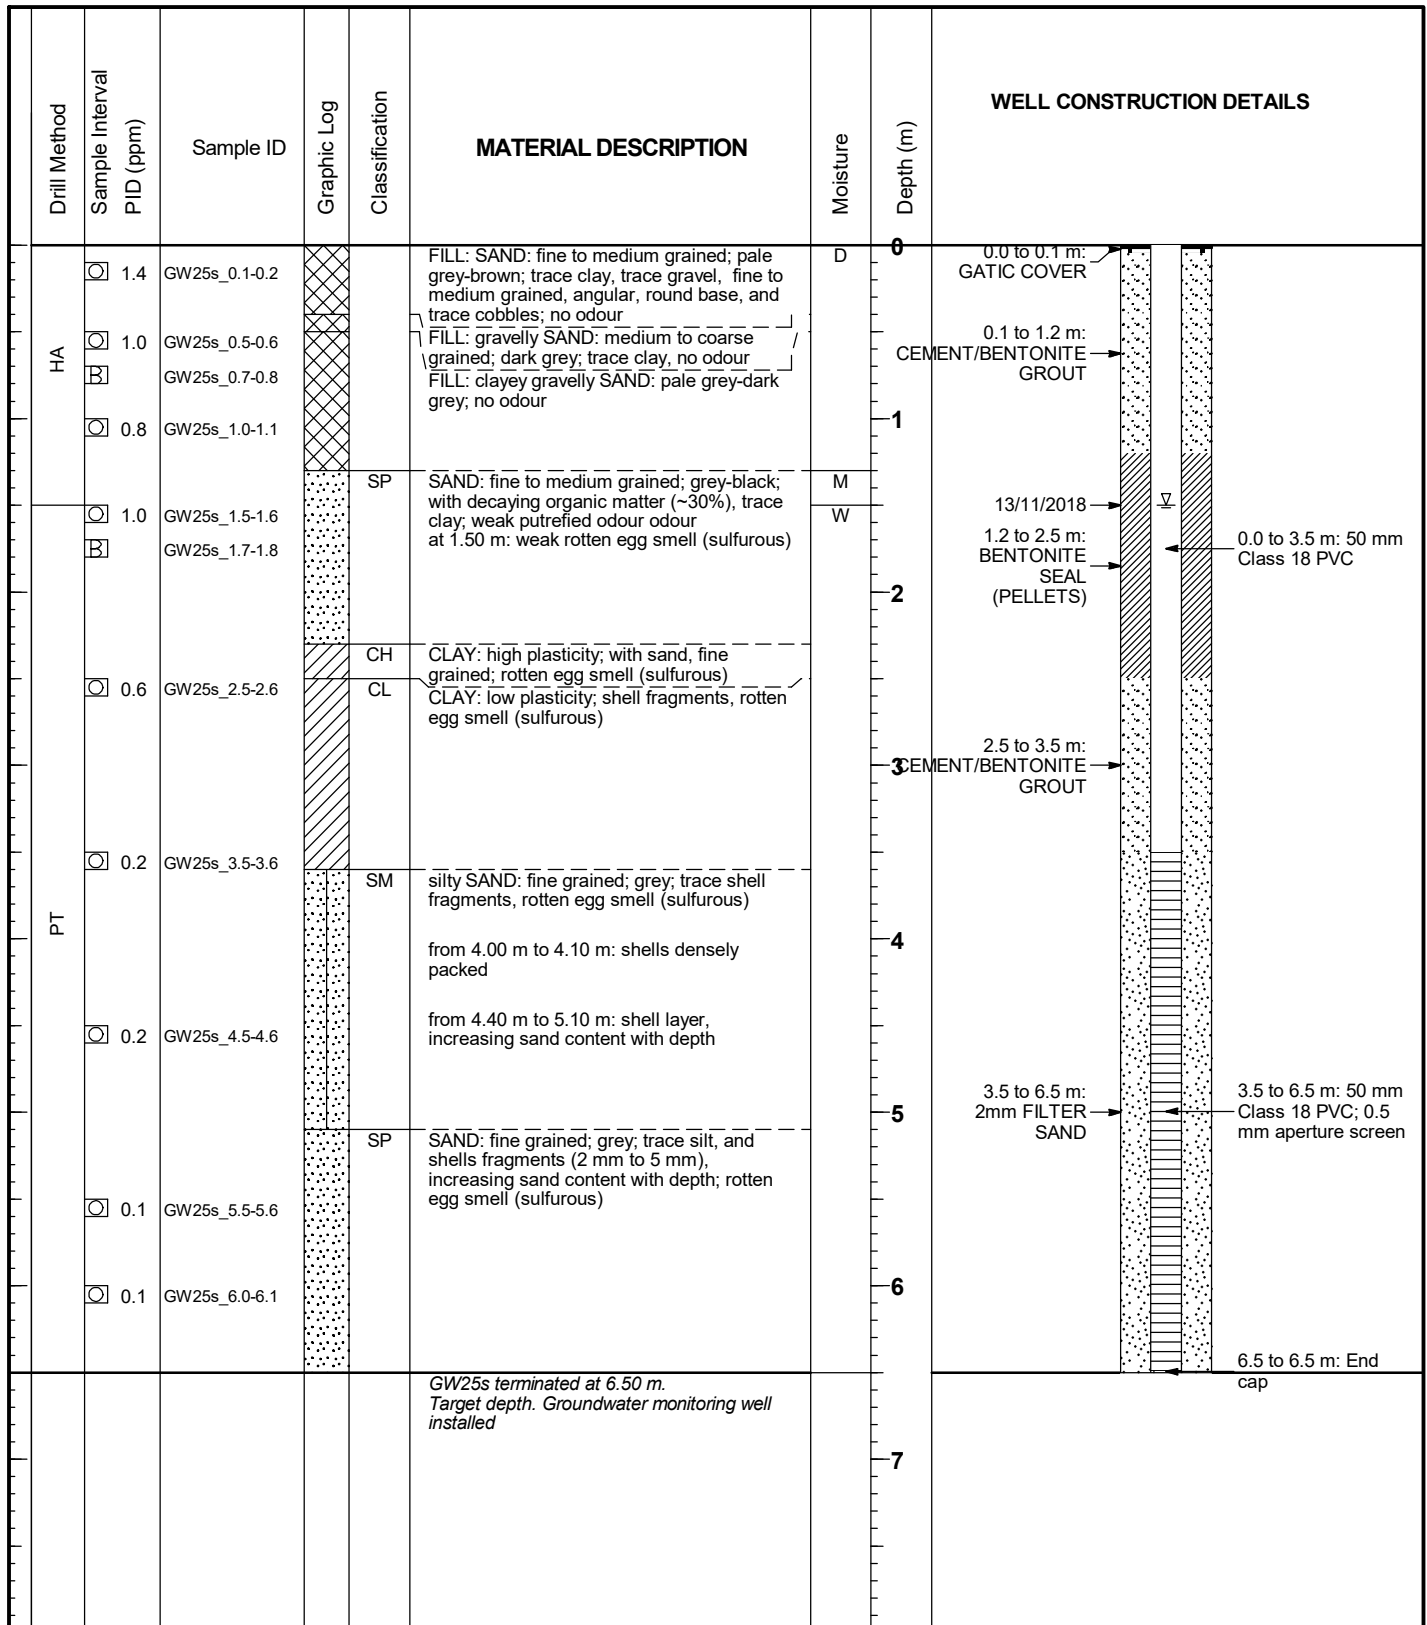 Drill Method
Sample Interval
PID (ppm)
Sample ID
Graphic Log
Classification
MATERIAL DESCRIPTION
Moisture
Depth (m)
WELL CONSTRUCTION DETAILS
HA
PT
1.4 GW25s_0.1-0.2
1.0 GW25s_0.5-0.6
B GW25s_0.7-0.8
0.8 GW25s_1.0-1.1
1.0 GW25s_1.5-1.6
B GW25s_1.7-1.8
0.6 GW25s_2.5-2.6
0.2 GW25s_3.5-3.6
0.2 GW25s_4.5-4.6
0.1 GW25s_5.5-5.6
0.1 GW25s_6.0-6.1
FILL: SAND: fine to medium grained; pale
grey-brown; trace clay, trace gravel, fine to
medium grained, angular, round base, and
trace cobbles; no odour
FILL: gravelly SAND: medium to coarse
grained; dark grey; trace clay, no odour
FILL: clayey gravelly SAND: pale grey-dark
grey; no odour
SP
SAND: fine to medium grained; grey-black;
with decaying organic matter (~30%), trace
clay; weak putrefied odour odour
at 1.50 m: weak rotten egg smell (sulfurous)
CH
CLAY: high plasticity; with sand, fine
grained; rotten egg smell (sulfurous)
CL
CLAY: low plasticity; shell fragments, rotten
egg smell (sulfurous)
SM
silty SAND: fine grained; grey; trace shell
fragments, rotten egg smell (sulfurous)
from 4.00 m to 4.10 m: shells densely
packed
from 4.40 m to 5.10 m: shell layer,
increasing sand content with depth
SP
SAND: fine grained; grey; trace silt, and
shells fragments (2 mm to 5 mm),
increasing sand content with depth; rotten
egg smell (sulfurous)
GW25s terminated at 6.50 m.
Target depth. Groundwater monitoring well
installed
D
M
W
0
1
2
3
4
5
6
7
0.0 to 0.1 m:
GATIC COVER
0.1 to 1.2 m:
CEMENT/BENTONITE
GROUT
13/11/2018
1.2 to 2.5 m:
BENTONITE
SEAL
(PELLETS)
2.5 to 3.5 m:
CEMENT/BENTONITE
GROUT
3.5 to 6.5 m:
2mm FILTER
SAND
0.0 to 3.5 m: 50 mm
Class 18 PVC
3.5 to 6.5 m: 50 mm
Class 18 PVC; 0.5
mm aperture screen
6.5 to 6.5 m: End
cap